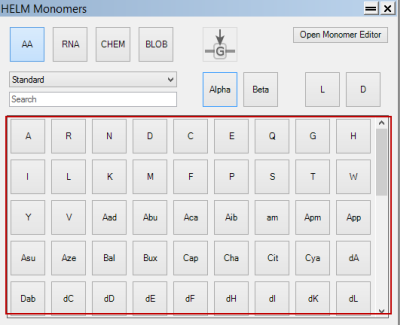 HELM Monomers
AA RNA CHEM BLOB G Open Monomer Editor
Standard
Search
Alpha Beta L D
A R N D C E Q G H
I L K M F P S T W
Y V Aad Abu Aca Aib am Apm App
Asu Aze Bal Bux Cap Cha Cit Cya dA
Dab dC dD dE dF dH dI dK dL